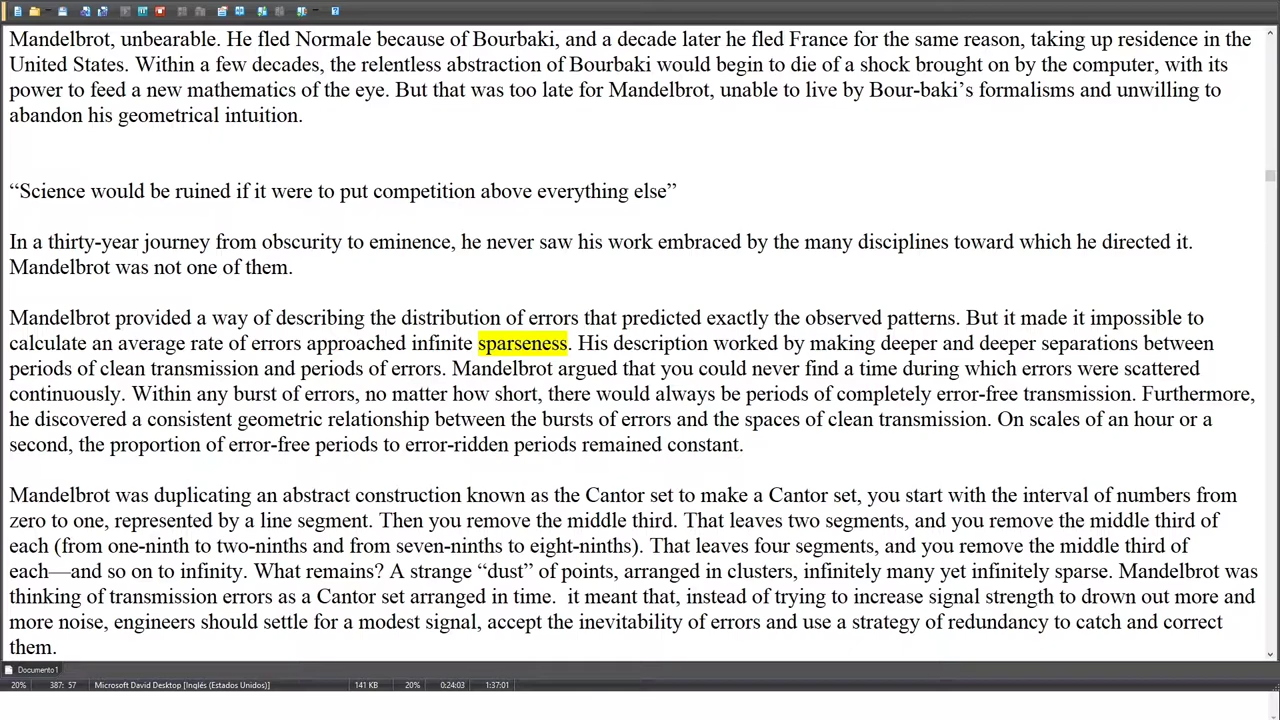 Mandelbrot, unbearable. He fled Normale because of Bourbaki, and a decade later he fled France for the same reason, taking up residence in the
United States. Within a few decades, the relentless abstraction of Bourbaki would begin to die of a shock brought on by the computer, with its
power to feed a new mathematics of the eye. But that was too late for Mandelbrot, unable to live by Bour-baki’s formalisms and unwilling to
abandon his geometrical intuition.
“Science would be ruined if it were to put competition above everything else”
In a thirty-year journey from obscurity to eminence, he never saw his work embraced by the many disciplines toward which he directed it.
Mandelbrot was not one of them.
Mandelbrot provided a way of describing the distribution of errors that predicted exactly the observed patterns. But it made it impossible to
calculate an average rate of errors approached infinite sparseness. His description worked by making deeper and deeper separations between
periods of clean transmission and periods of errors. Mandelbrot argued that you could never find a time during which errors were scattered
continuously. Within any burst of errors, no matter how short, there would always be periods of completely error-free transmission. Furthermore,
he discovered a consistent geometric relationship between the bursts of errors and the spaces of clean transmission. On scales of an hour or a
second, the proportion of error-free periods to error-ridden periods remained constant.
Mandelbrot was duplicating an abstract construction known as the Cantor set to make a Cantor set, you start with the interval of numbers from
zero to one, represented by a line segment. Then you remove the middle third. That leaves two segments, and you remove the middle third of
each (from one-ninth to two-ninths and from seven-ninths to eight-ninths). That leaves four segments, and you remove the middle third of
each—and so on to infinity. What remains? A strange “dust” of points, arranged in clusters, infinitely many yet infinitely sparse. Mandelbrot was
thinking of transmission errors as a Cantor set arranged in time.  it meant that, instead of trying to increase signal strength to drown out more and
more noise, engineers should settle for a modest signal, accept the inevitability of errors and use a strategy of redundancy to catch and correct
them.
Documento1
20% 387: 57 Microsoft David Desktop [Inglés (Estados Unidos)] 141 KB 20% 0:24:03 1:37:01